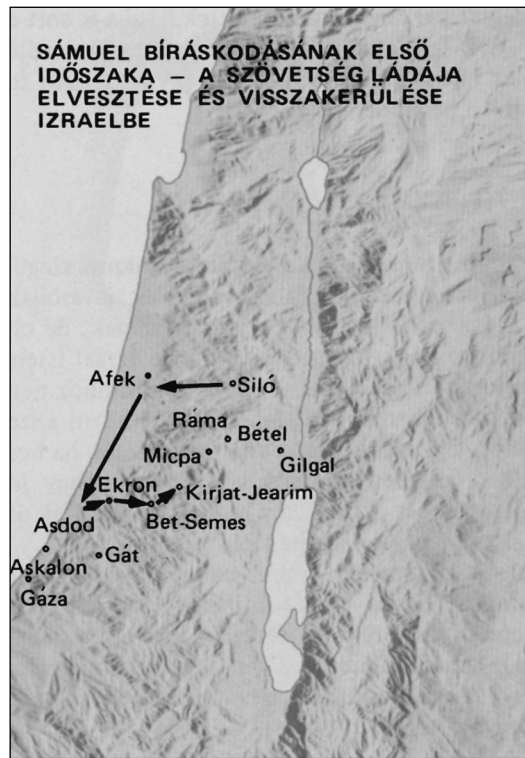 SÁMUEL BÍRÁSKODÁSÁNAK ELSŐ
IDŐSZAKA – A SZÖVETSÉG LÁDÁJA
ELVESZTÉSE ÉS VISSZAKERÜLÉSE
IZRAELBE
Afek
Siló
Ráma
Bétel
Micpa
Gilgal
Ekron
Kirjat-Jearim
Asdod
Bet-Semes
Askalon
Gát
Gáza